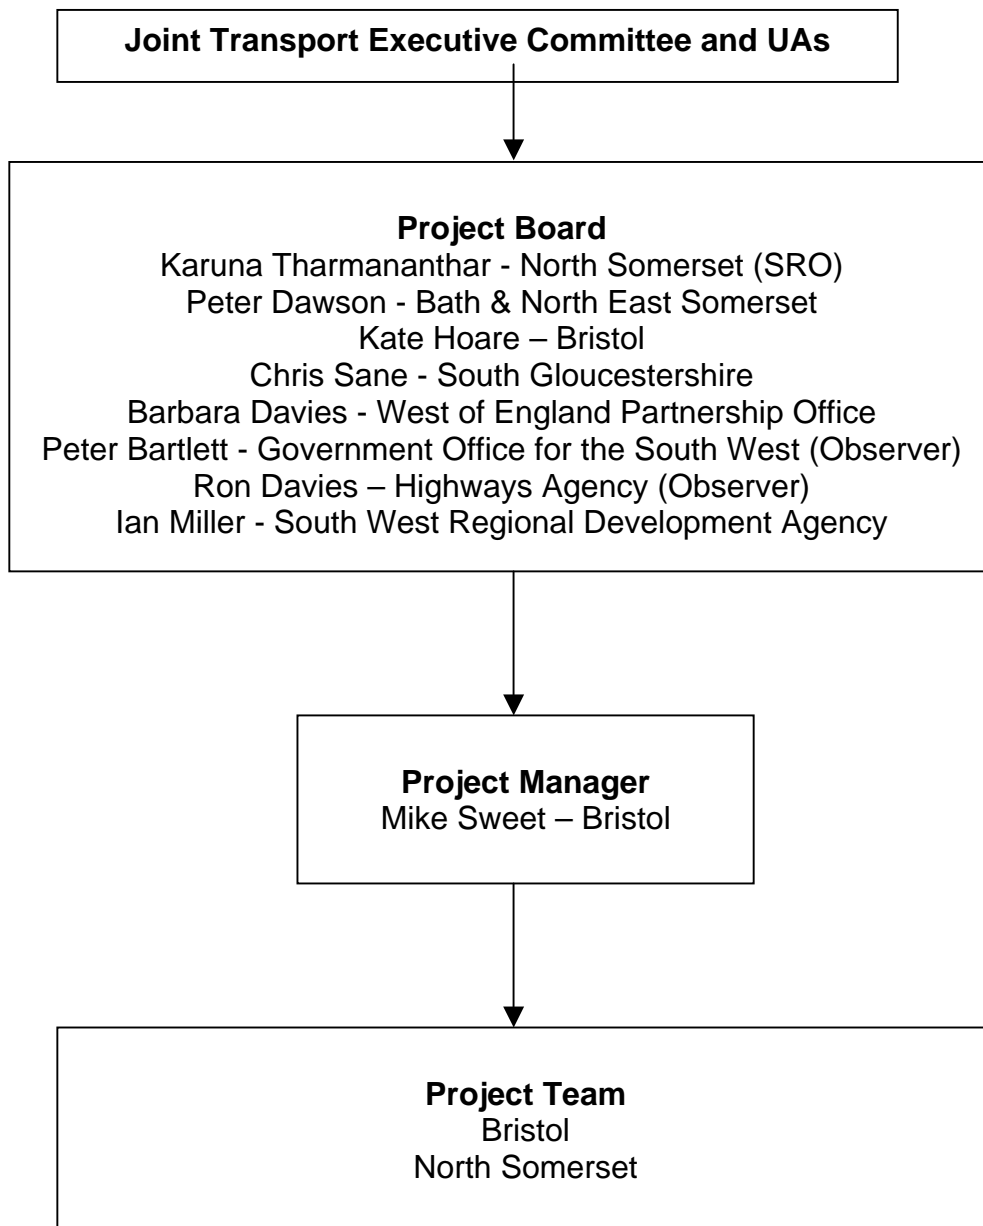 Joint Transport Executive Committee and UAs
Project Board
Karuna Tharmananthar - North Somerset (SRO)
Peter Dawson - Bath & North East Somerset
Kate Hoare – Bristol
Chris Sane - South Gloucestershire
Barbara Davies - West of England Partnership Office
Peter Bartlett - Government Office for the South West (Observer)
Ron Davies – Highways Agency (Observer)
Ian Miller - South West Regional Development Agency
Project Manager
Mike Sweet – Bristol
Project Team
Bristol
North Somerset